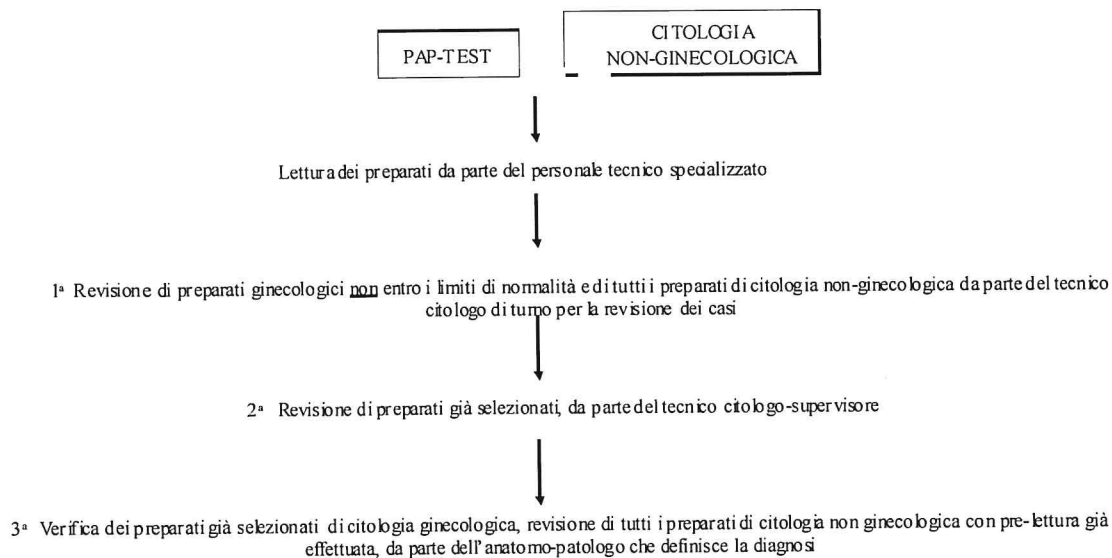 PAP-TEST
CITOLOGIA
NON-GINECOLOGICA
Lettura dei preparati da parte del personale tecnico specializzato
1ª Revisione di preparati ginecologici non entro i limiti di normalità e di tutti i preparati di citologia non-ginecologica da parte del tecnico
citologo di turno per la revisione dei casi
2ª Revisione di preparati già selezionati, da parte del tecnico citologo-supervisore
3ª Verifica dei preparati già selezionati di citologia ginecologica, revisione di tutti i preparati di citologia non ginecologica con pre-lettura già
effettuata, da parte dell'anatomo-patologo che definisce la diagnosi